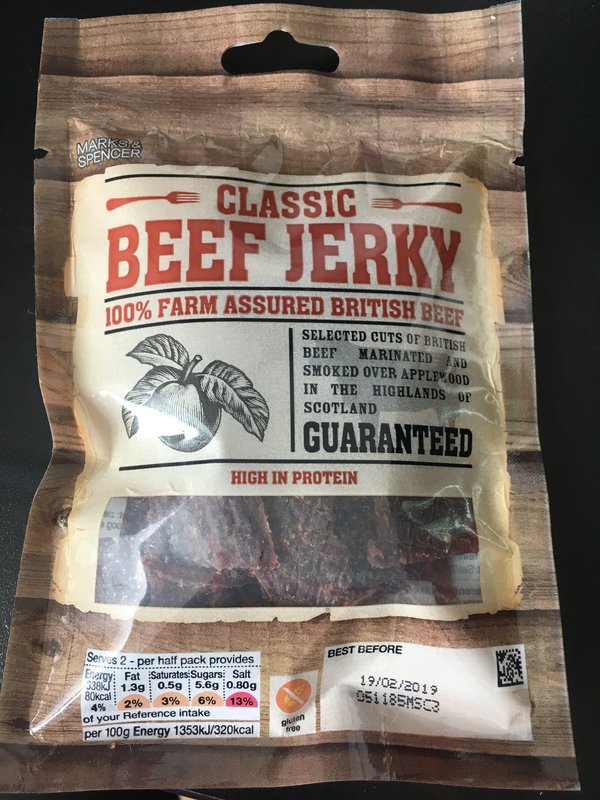 MARKS &
SPENCER
CLASSIC
BEEF JERKY
100% FARM ASSURED BRITISH BEEF
SELECTED CUTS OF BRITISH
BEEF MARINATED AND
SMOKED OVER APPLEWOOD
IN THE HIGHLANDS OF
SCOTLAND
GUARANTEED
HIGH IN PROTEIN
Serves 2 - per half pack provides
Energy Fat Saturates Sugars Salt
338kJ 1.3g 0.5g 5.6g 0.80g
80kcal
4% 2% 3% 6% 13%
of your Reference intake
per 100g Energy 1353kJ/320kcal
gluten
free
BEST BEFORE
19/02/2019
051185MSC3